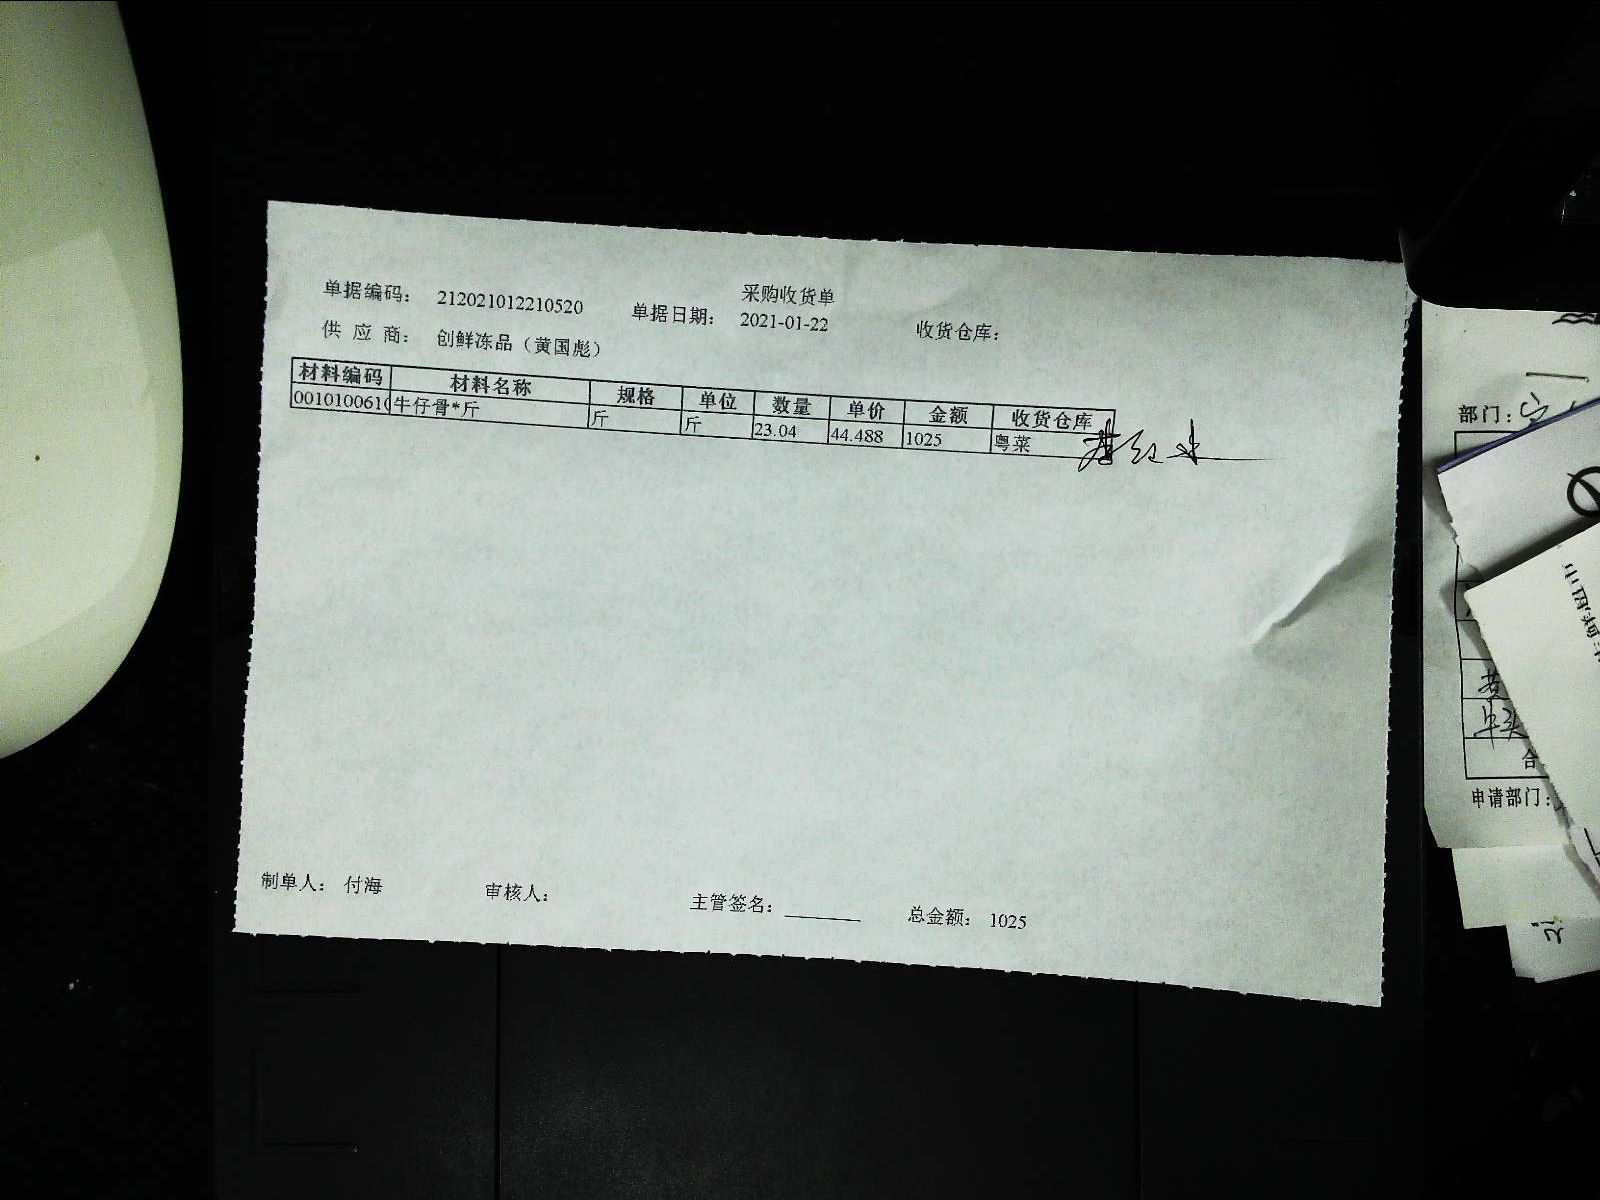 采购收货单
单据编码: 212021012210520 单据日期: 2021-01-22 收货仓库:
供 应 商: 创鲜冻品(黄国彪)
材料编码 材料名称 规格 单位 数量 单价 金额 收货仓库
0010100610 牛仔骨*斤 斤 斤 23.04 44.488 1025 粤菜
制单人: 付海 审核人: 主管签名: 总金额: 1025
部门:
合
申请部门: